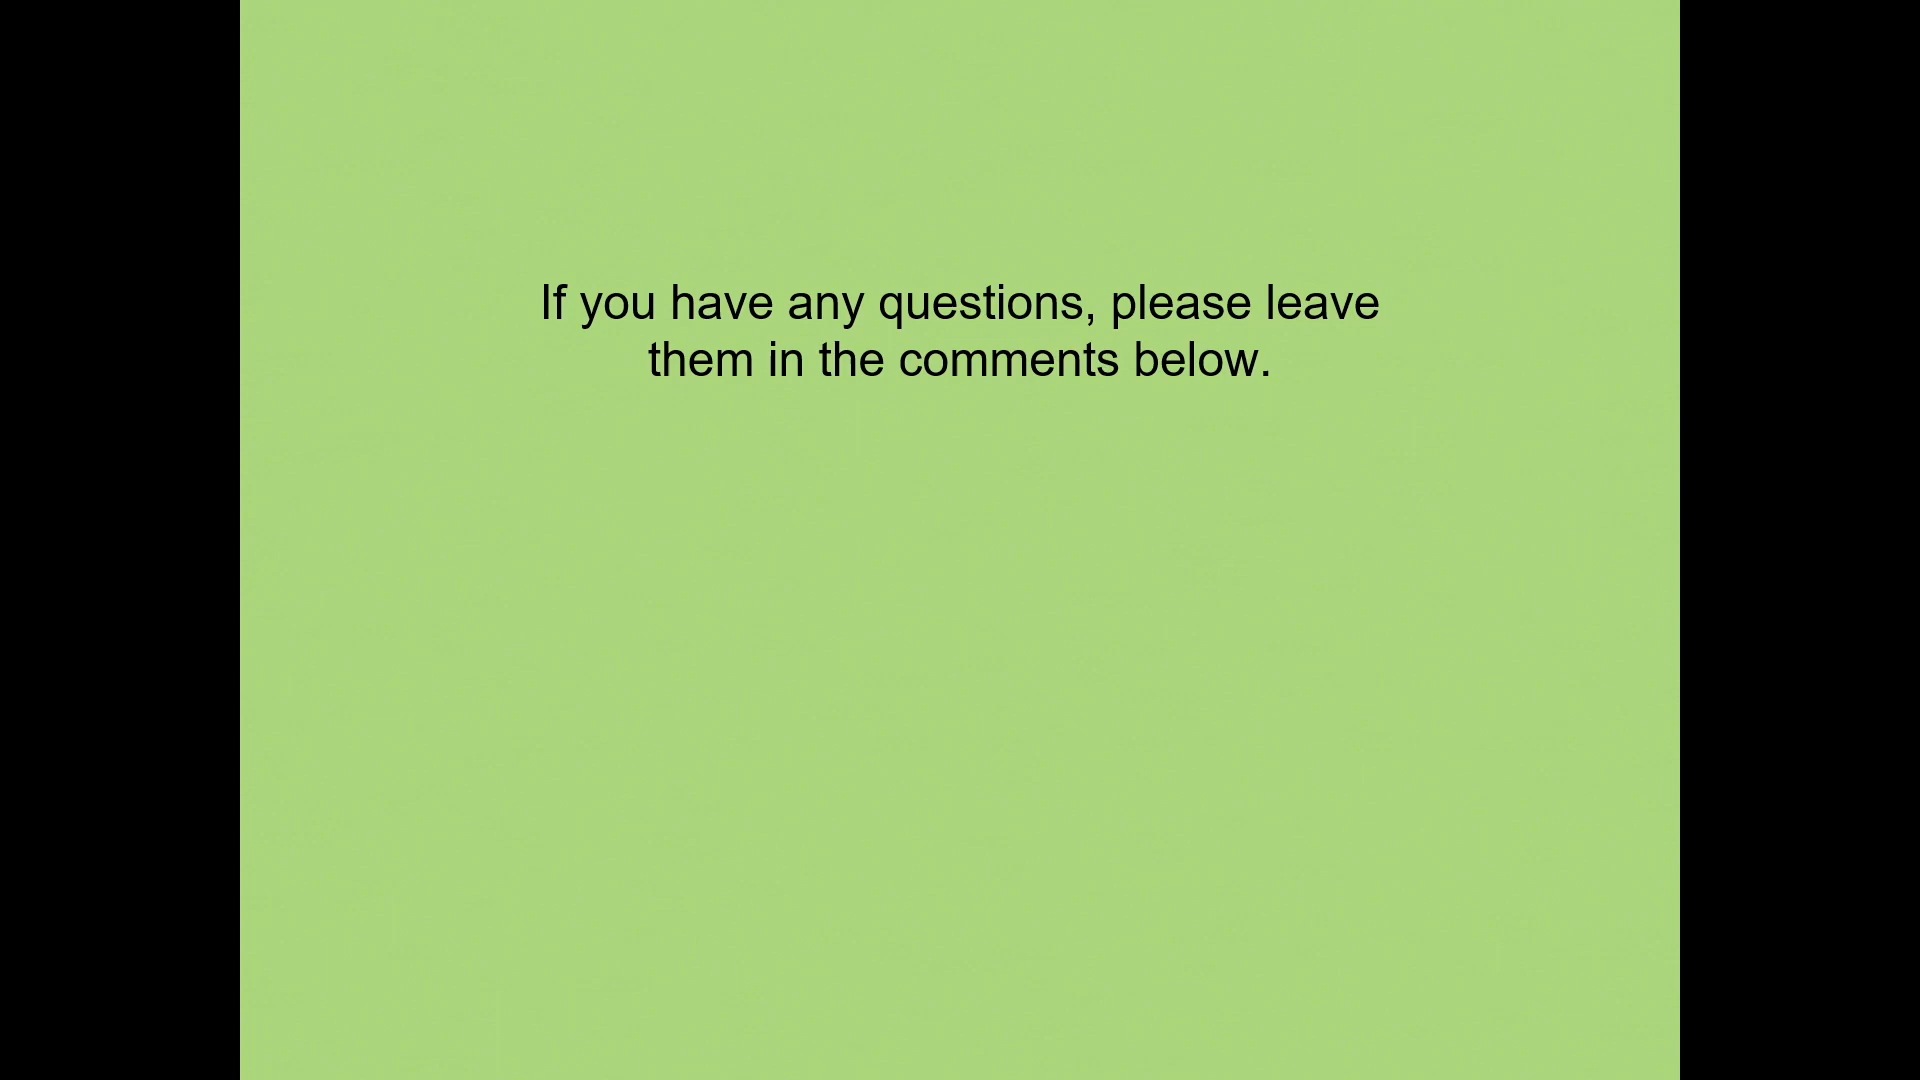 If you have any questions, please leave
them in the comments below.